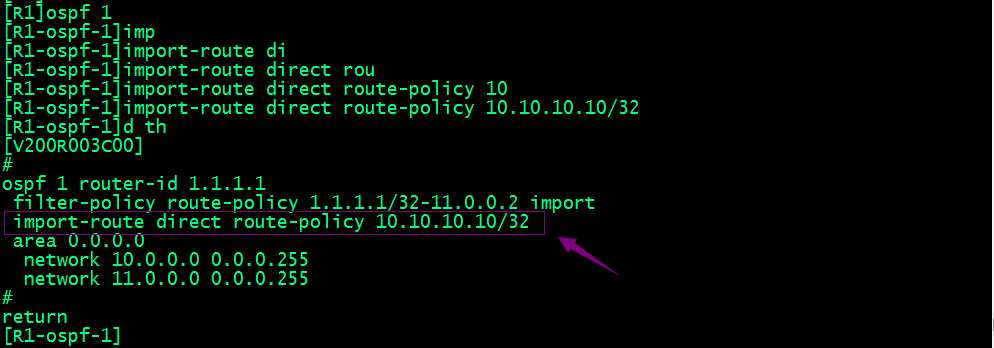 [R1]ospf 1
[R1-ospf-1]imp
[R1-ospf-1]import-route di
[R1-ospf-1]import-route direct rou
[R1-ospf-1]import-route direct route-policy 10
[R1-ospf-1]import-route direct route-policy 10.10.10.10/32
[R1-ospf-1]d th
[V200R003C00]
#
ospf 1 router-id 1.1.1.1
 filter-policy route-policy 1.1.1.1/32-11.0.0.2 import
 import-route direct route-policy 10.10.10.10/32
 area 0.0.0.0
  network 10.0.0.0 0.0.0.255
  network 11.0.0.0 0.0.0.255
#
return
[R1-ospf-1]